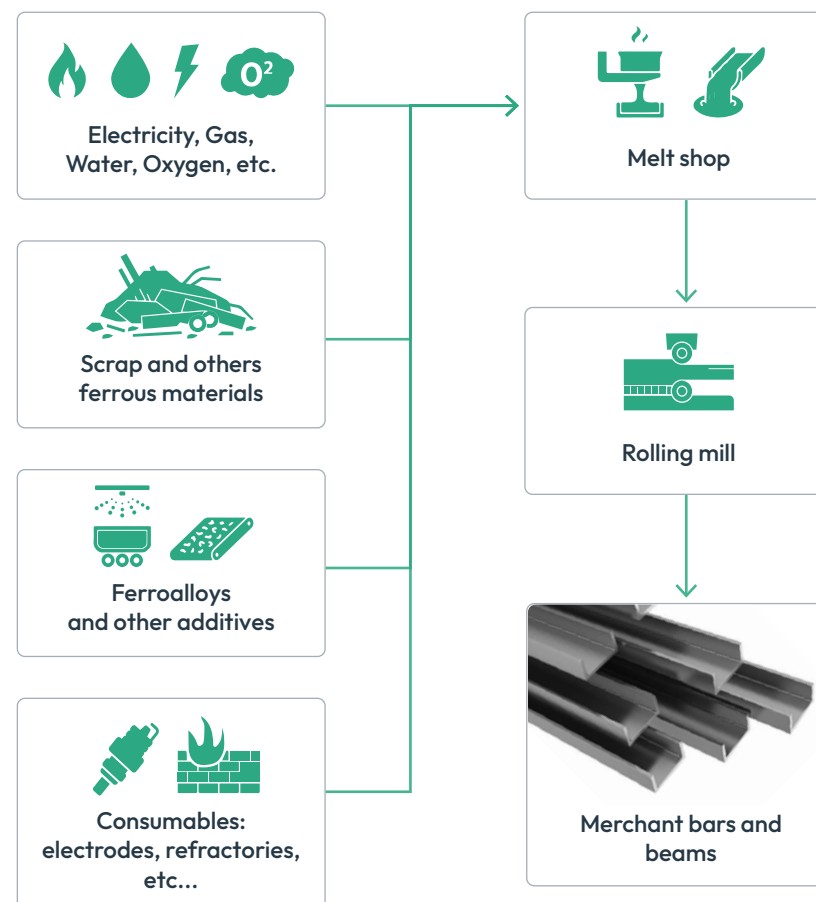 O²
Electricity, Gas,
Water, Oxygen, etc.
Melt shop
Scrap and others
ferrous materials
Rolling mill
Ferroalloys
and other additives
Consumables:
electrodes, refractories,
etc...
Merchant bars and
beams